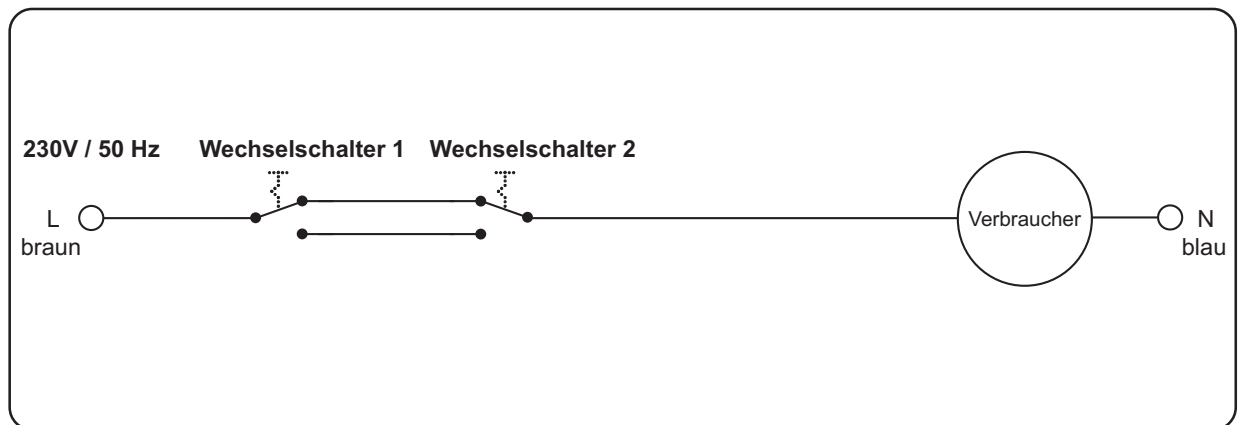 230V / 50 Hz
Wechselschalter 1
Wechselschalter 2
L
braun
Verbraucher
N
blau